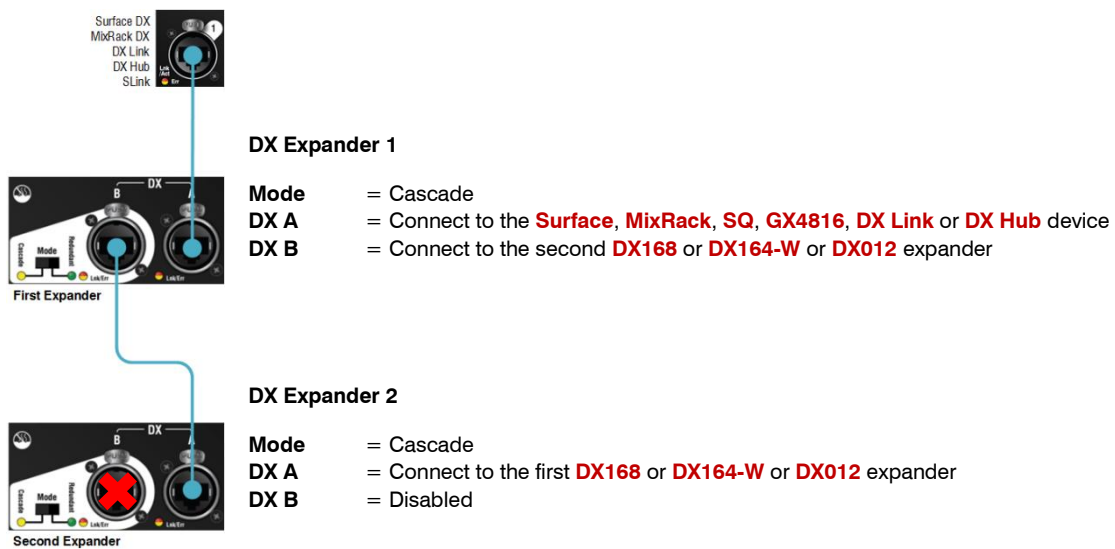 Surface DX
MixRack DX
DX Link
DX Hub
SLink
1
Lnk
/Act
Err
DX Expander 1
Mode = Cascade
DX A = Connect to the Surface, MixRack, SQ, GX4816, DX Link or DX Hub device
DX B = Connect to the second DX168 or DX164-W or DX012 expander
DX
B A
PUSH PUSH
Cascade Mode Redundant
Lnk/Err Lnk/Err
First Expander
DX Expander 2
Mode = Cascade
DX A = Connect to the first DX168 or DX164-W or DX012 expander
DX B = Disabled
DX
B A
PUSH PUSH
Cascade Mode Redundant
Lnk/Err Lnk/Err
Second Expander